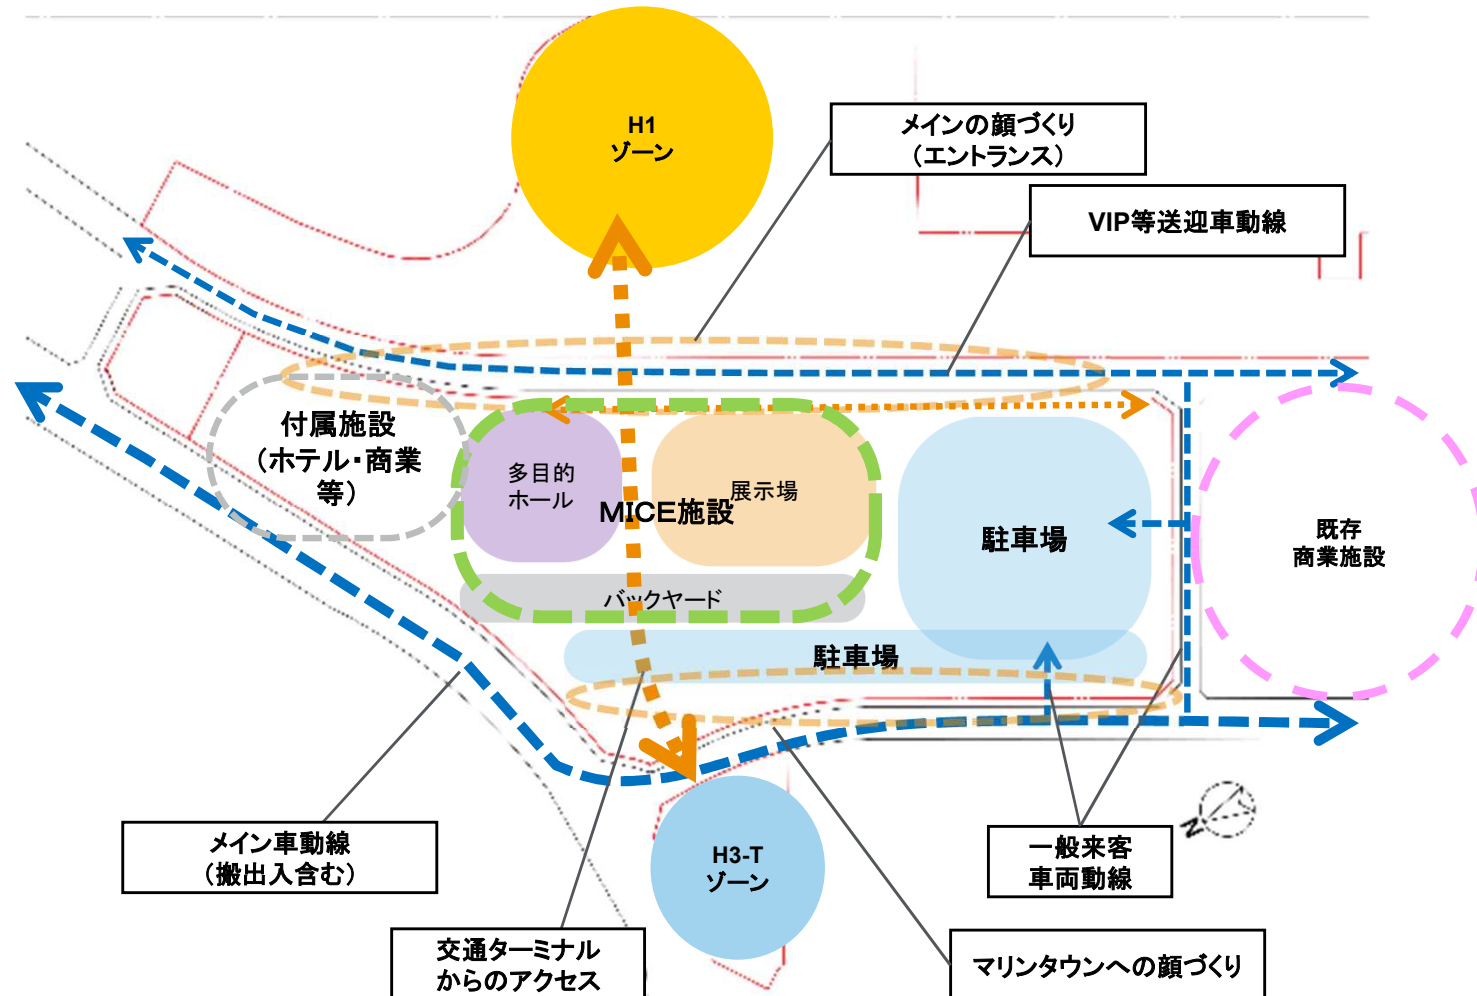 H1
ゾーン
メインの顔づくり
（エントランス）
VIP等送迎車動線
付属施設
（ホテル・商業
等）
多目的
ホール
展示場
MICE施設
駐車場
既存
商業施設
バックヤード
駐車場
メイン車動線
（搬出入含む）
H3-T
ゾーン
一般来客
車両動線
交通ターミナル
からのアクセス
マリンタウンへの顔づくり
N